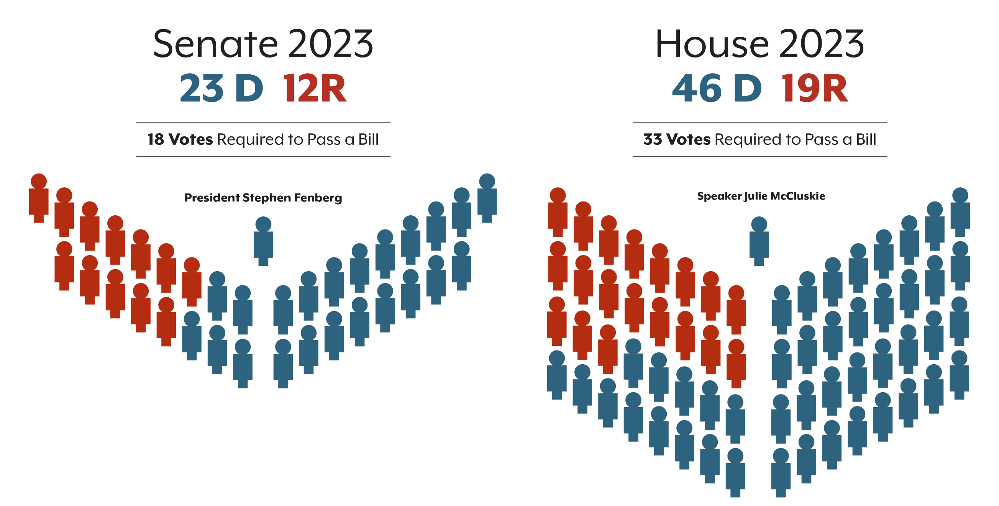 Senate 2023
23 D 12R
18 Votes Required to Pass a Bill
President Stephen Fenberg
House 2023
46 D 19R
33 Votes Required to Pass a Bill
Speaker Julie McCluskie